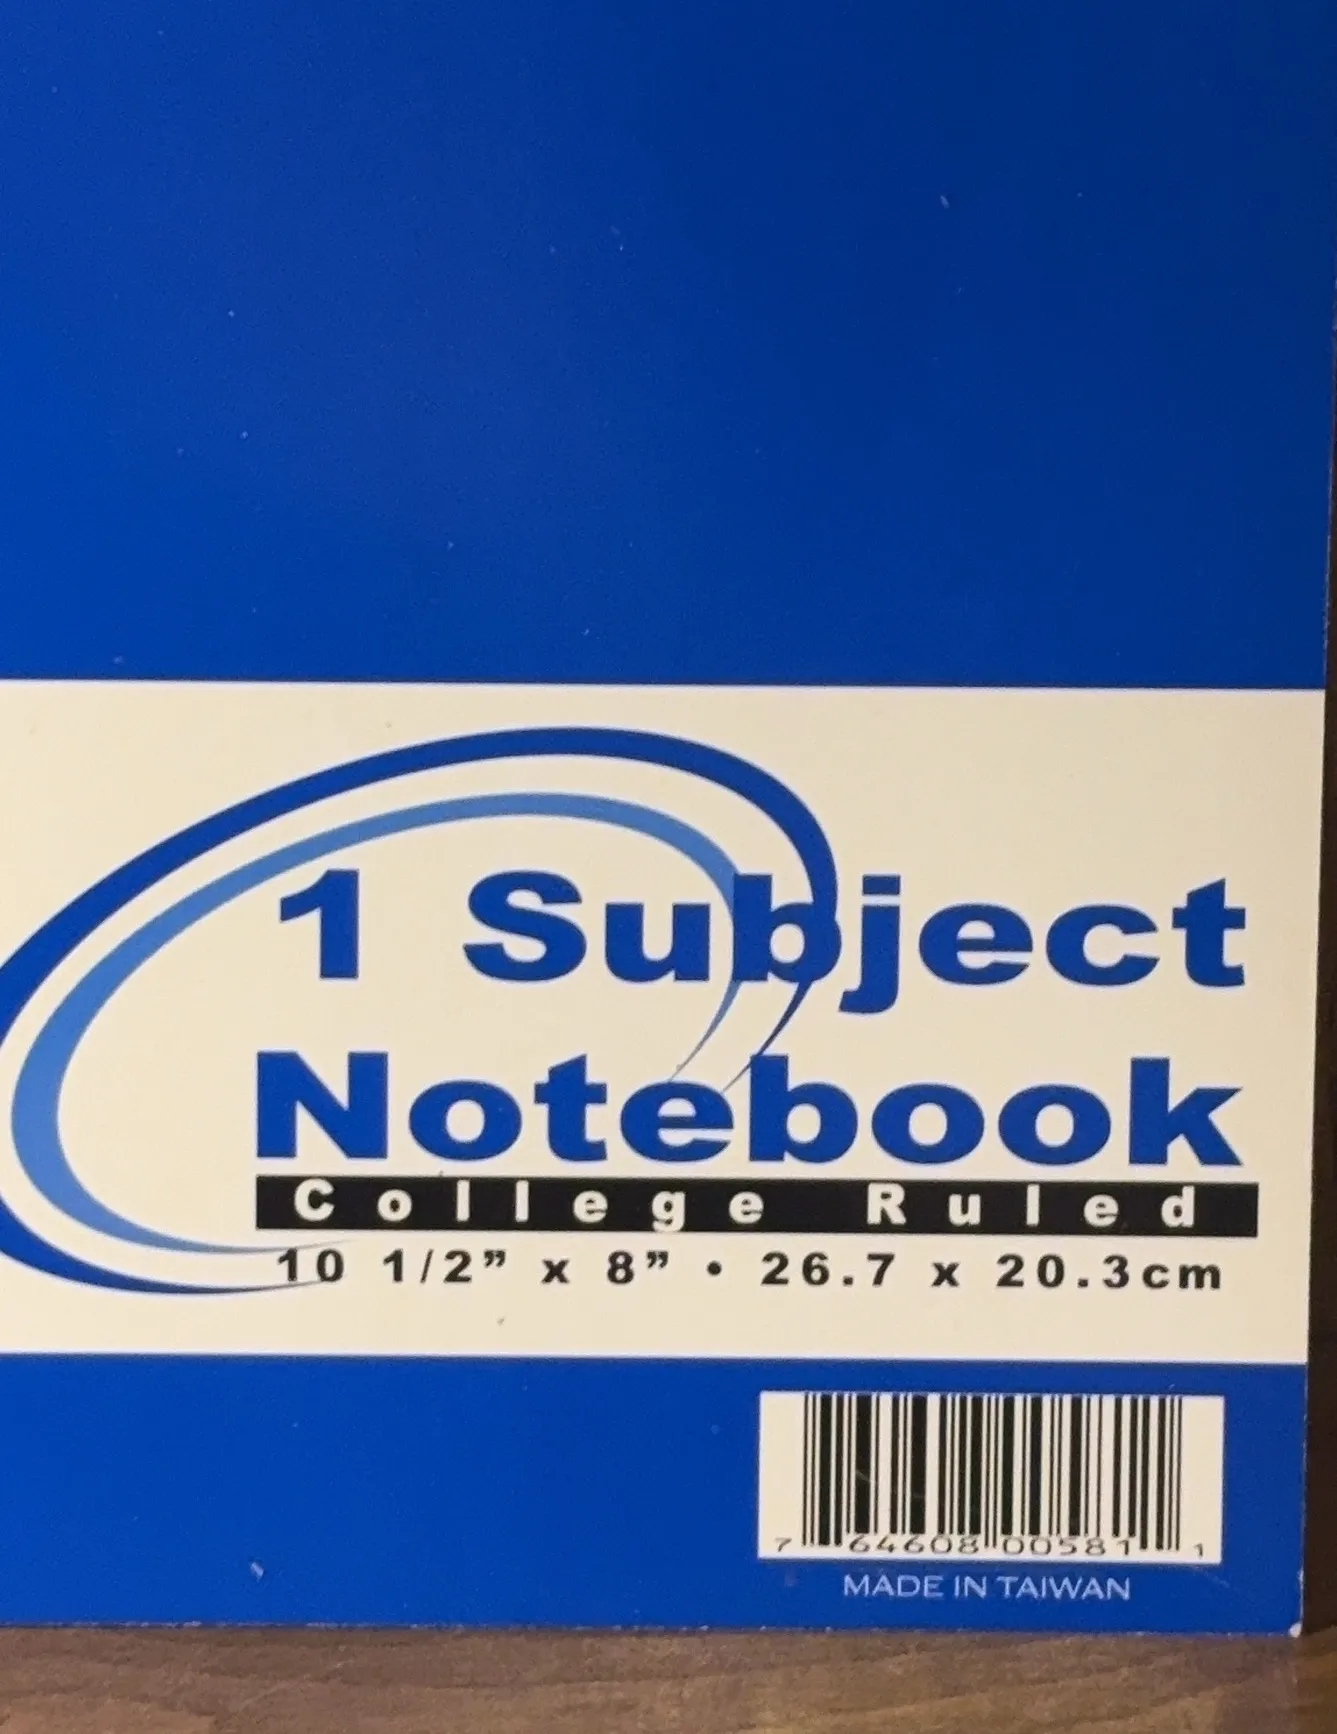 1 Subject
Notebook
College Ruled
10 1/2” x 8” • 26.7 x 20.3cm
7 64608 00581 1
MADE IN TAIWAN